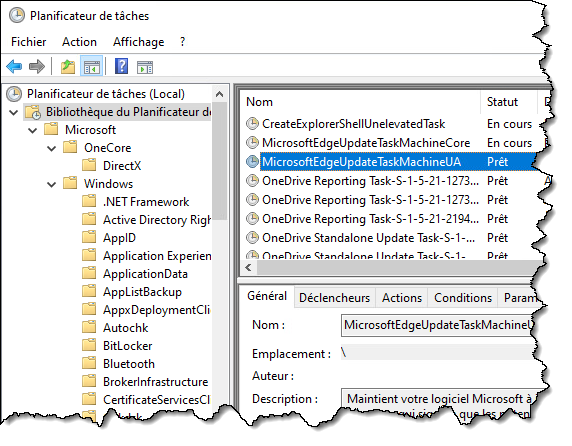 Planificateur de tâches
Fichier Action Affichage ?
Planificateur de tâches (Local)
Bibliothèque du Planificateur de
Microsoft
OneCore
DirectX
Windows
.NET Framework
Active Directory Righ
AppID
Application Experien
ApplicationData
AppListBackup
AppxDeploymentCli
Autochk
BitLocker
Bluetooth
BrokerInfrastructure
CertificateServicesCl
Nom Statut
CreateExplorerShellUnelevatedTask En cours
MicrosoftEdgeUpdateTaskMachineCore En cours
MicrosoftEdgeUpdateTaskMachineUA Prêt
OneDrive Reporting Task-S-1-5-21-1273... Prêt
OneDrive Reporting Task-S-1-5-21-1273... Prêt
OneDrive Reporting Task-S-1-5-21-2194... Prêt
OneDrive Standalone Update Task-S-1-... Prêt
OneDrive Standalone Update Task-S-1-... Prêt
Général Déclencheurs Actions Conditions Param
Nom : MicrosoftEdgeUpdateTaskMachineU
Emplacement : \
Auteur :
Description : Maintient votre logiciel Microsoft à